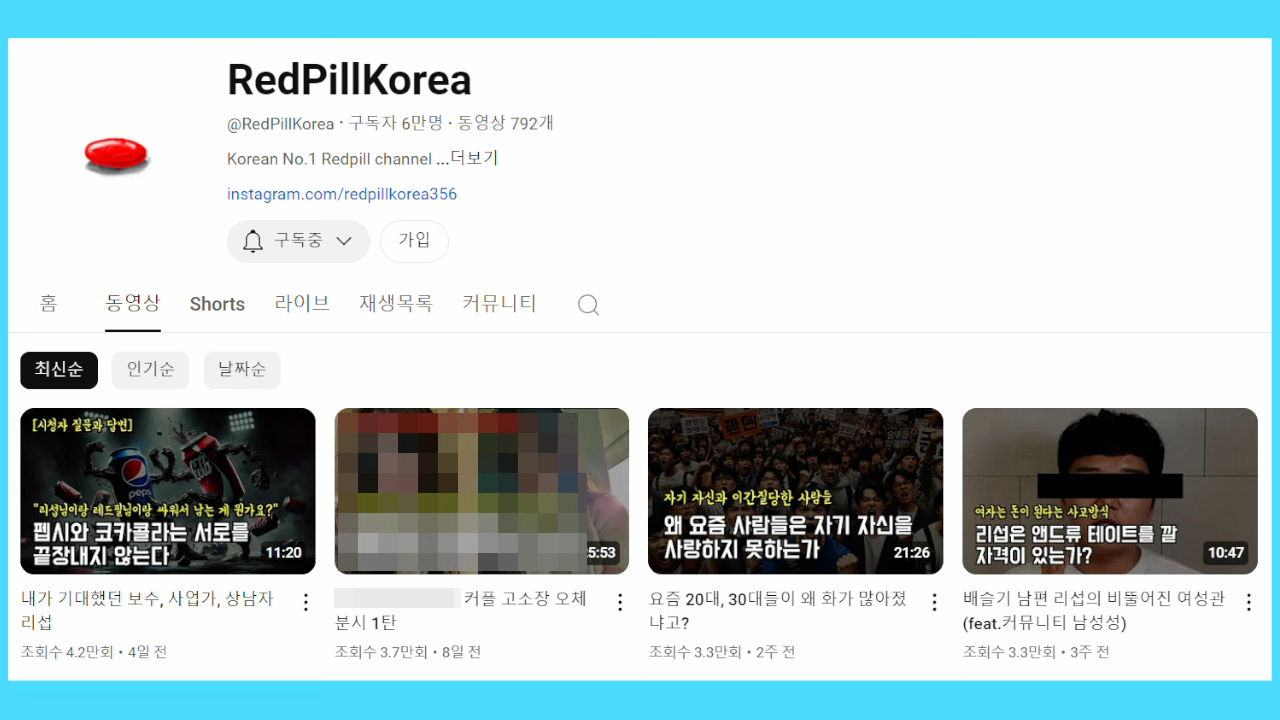 RedPillKorea
@RedPillKorea · 구독자 6만명 · 동영상 792개
Korean No.1 Redpill channel ...더보기
instagram.com/redpillkorea356
구독중
가입
홈 동영상 Shorts 라이브 재생목록 커뮤니티
최신순 인기순 날짜순
[시청자 질문과 답변]
pepsi
"리섭님이랑 레드필님이랑 싸워서 남는 게 뭔가요?"
펩시와 코카콜라는 서로를
끝장내지 않는다
11:20
내가 기대했던 보수, 사업가, 상남자
리섭
조회수 4.2만회 • 4일 전
5:53
커플 고소장 오체
분시 1탄
조회수 3.7만회 • 8일 전
자기 자신과 이간질당한 사람들
왜 요즘 사람들은 자기 자신을
사랑하지 못하는가
21:26
요즘 20대, 30대들이 왜 화가 많아졌
냐고?
조회수 3.3만회 • 2주 전
여자는 돈이 된다는 사고방식
리섭은 앤드류 테이트를 깔
자격이 있는가?
10:47
배슬기 남편 리섭의 비뚤어진 여성관
(feat.커뮤니티 남성성)
조회수 3.3만회 • 3주 전